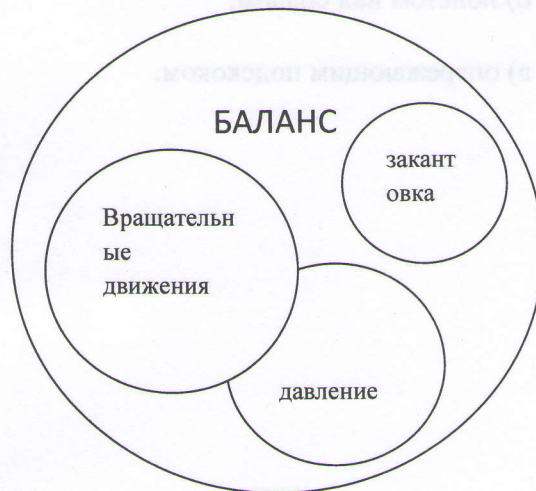 БАЛАНС
закант
овка
Вращательн
ые
движения
давление